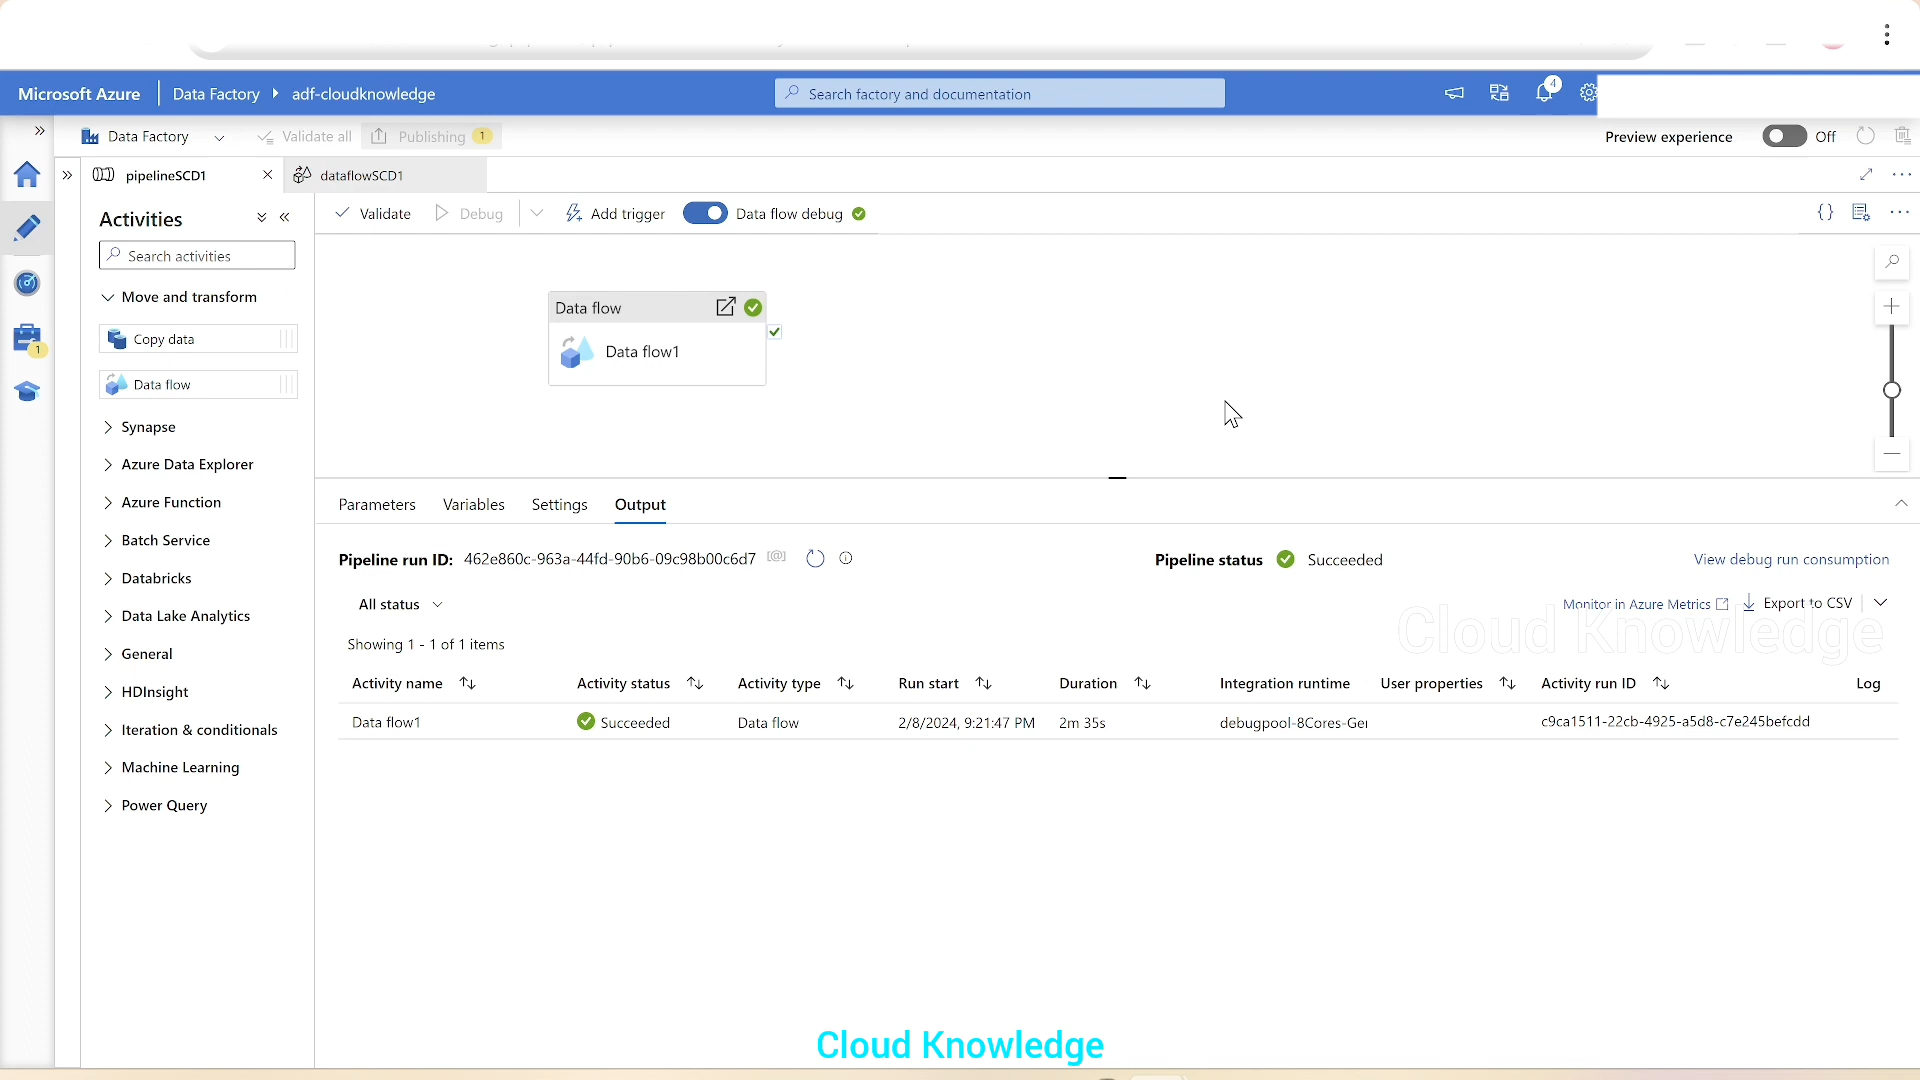 Microsoft Azure Data Factory adf-cloudknowledge Search factory and documentation 4
Data Factory Validate all Publishing 1 Preview experience Off
pipelineSCD1 dataflowSCD1
Activities Validate Debug Add trigger Data flow debug
Search activities
Move and transform
Copy data
Data flow
Synapse
Azure Data Explorer
Azure Function
Batch Service
Databricks
Data Lake Analytics
General
HDInsight
Iteration & conditionals
Machine Learning
Power Query
1
Data flow
Data flow1
Parameters Variables Settings Output
Pipeline run ID: 462e860c-963a-44fd-90b6-09c98b00c6d7 Pipeline status Succeeded View debug run consumption
All status Monitor in Azure Metrics Export to CSV
Cloud Knowledge
Showing 1 - 1 of 1 items
Activity name Activity status Activity type Run start Duration Integration runtime User properties Activity run ID Log
Data flow1 Succeeded Data flow 2/8/2024, 9:21:47 PM 2m 35s debugpool-8Cores-Gei c9ca1511-22cb-4925-a5d8-c7e245befcdd
Cloud Knowledge